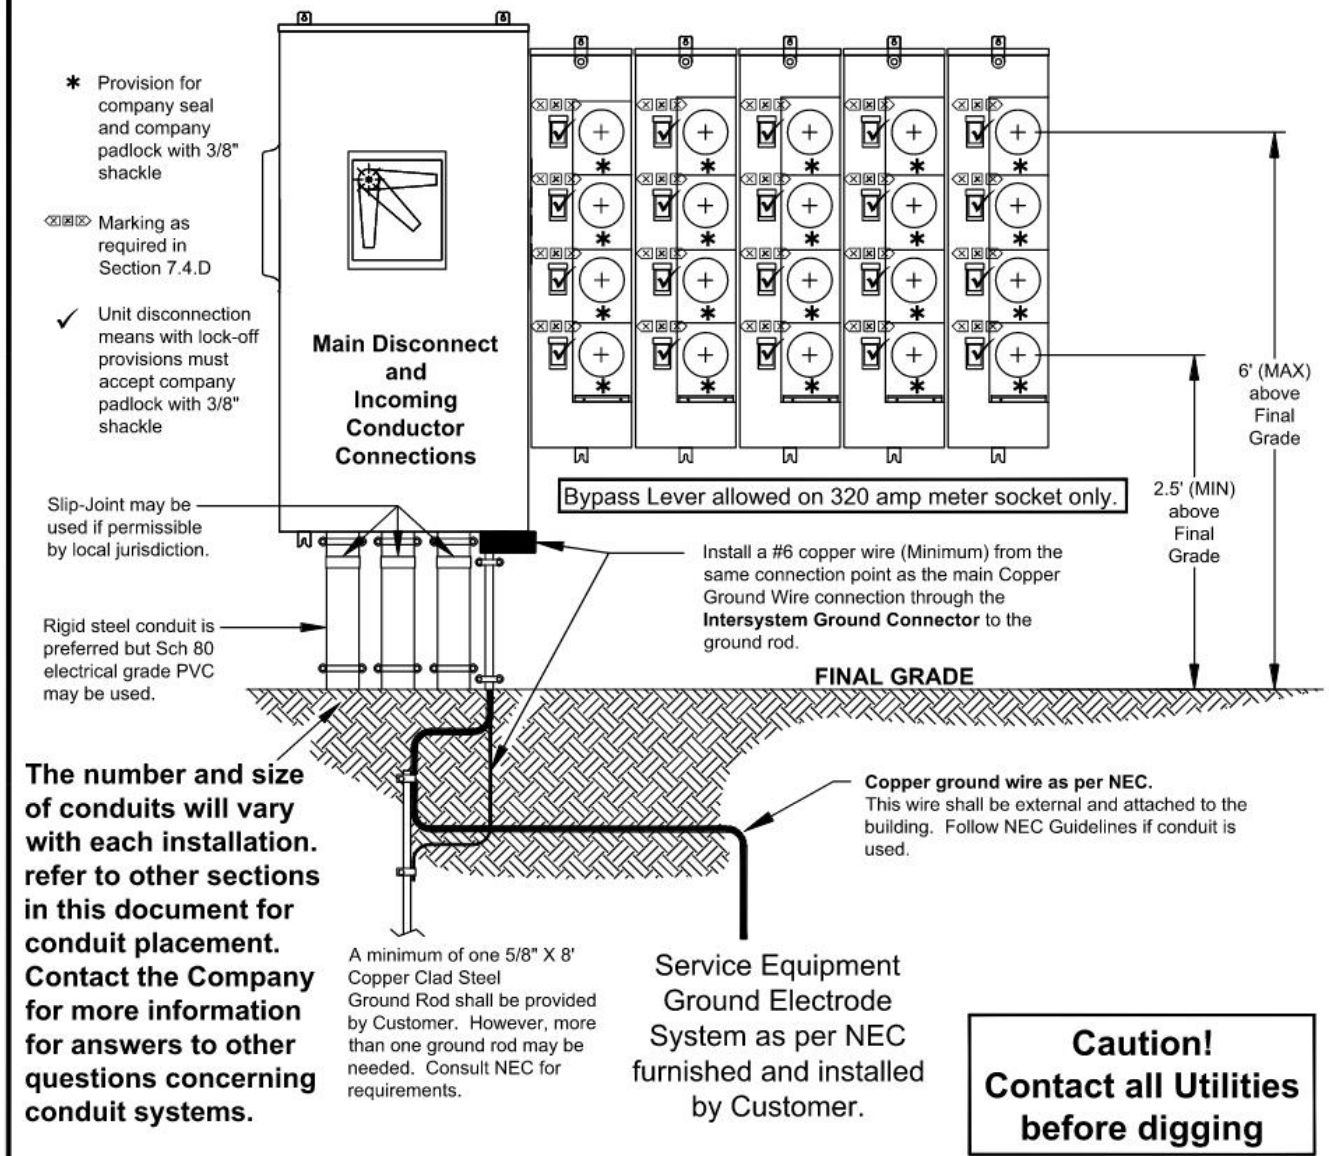 ✱ Provision for
company seal
and company
padlock with 3/8"
shackle
Marking as
required in
Section 7.4.D
✓ Unit disconnection
means with lock-off
provisions must
accept company
padlock with 3/8"
shackle
Main Disconnect
and
Incoming
Conductor
Connections
6' (MAX)
above
Final
Grade
2.5' (MIN)
above
Final
Grade
Bypass Lever allowed on 320 amp meter socket only.
Slip-Joint may be
used if permissible
by local jurisdiction.
Install a #6 copper wire (Minimum) from the
same connection point as the main Copper
Ground Wire connection through the
Intersystem Ground Connector to the
ground rod.
Rigid steel conduit is
preferred but Sch 80
electrical grade PVC
may be used.
FINAL GRADE
The number and size
of conduits will vary
with each installation.
refer to other sections
in this document for
conduit placement.
Contact the Company
for more information
for answers to other
questions concerning
conduit systems.
Copper ground wire as per NEC.
This wire shall be external and attached to the
building. Follow NEC Guidelines if conduit is
used.
A minimum of one 5/8" X 8'
Copper Clad Steel
Ground Rod shall be provided
by Customer. However, more
than one ground rod may be
needed. Consult NEC for
requirements.
Service Equipment
Ground Electrode
System as per NEC
furnished and installed
by Customer.
Caution!
Contact all Utilities
before digging